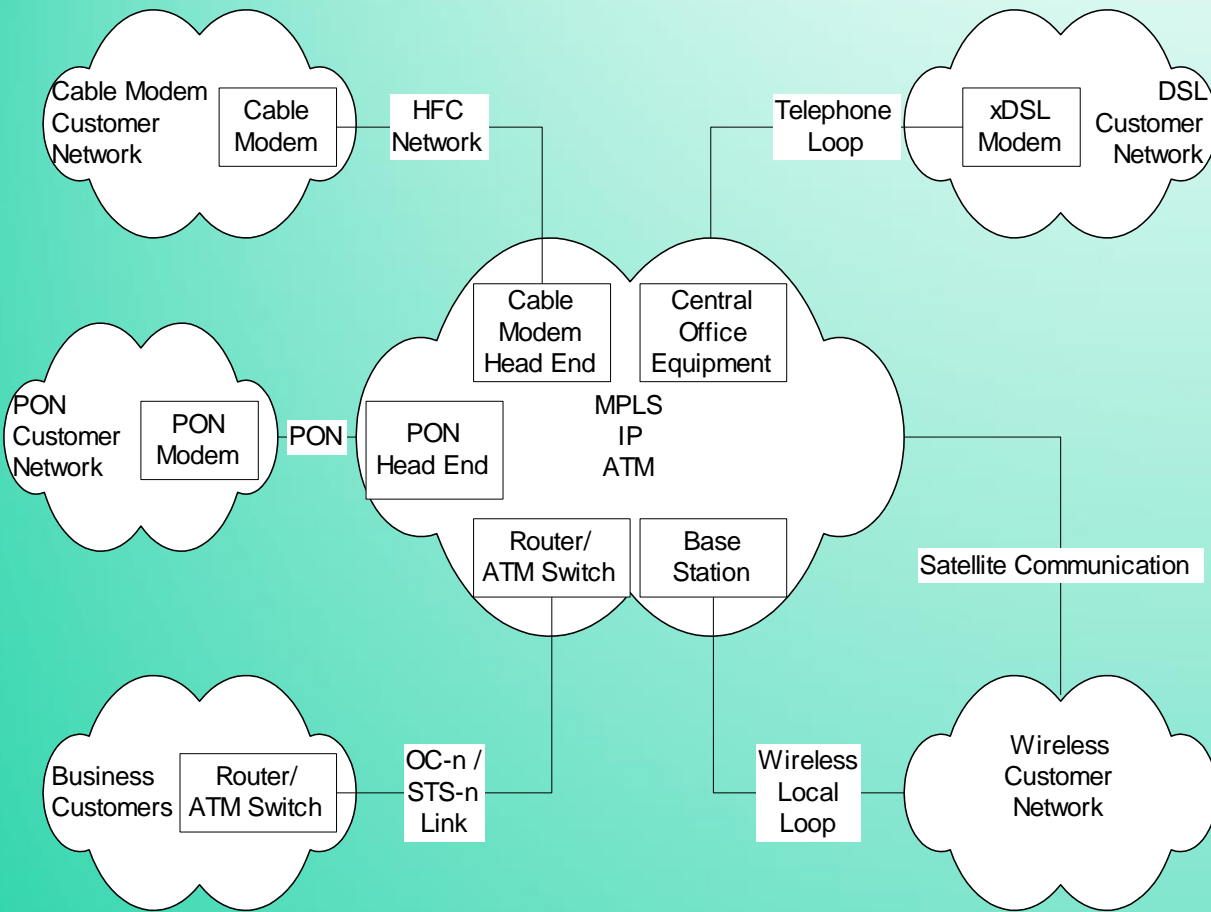 Cable Modem
Customer
Network
Cable
Modem
HFC
Network
Telephone
Loop
xDSL
Modem
DSL
Customer
Network
Cable
Modem
Head End
Central
Office
Equipment
MPLS
IP
ATM
PON
Customer
Network
PON
Modem
PON
PON
Head End
Router/
ATM Switch
Base
Station
Satellite Communication
Business
Customers
Router/
ATM Switch
OC-n /
STS-n
Link
Wireless
Local
Loop
Wireless
Customer
Network